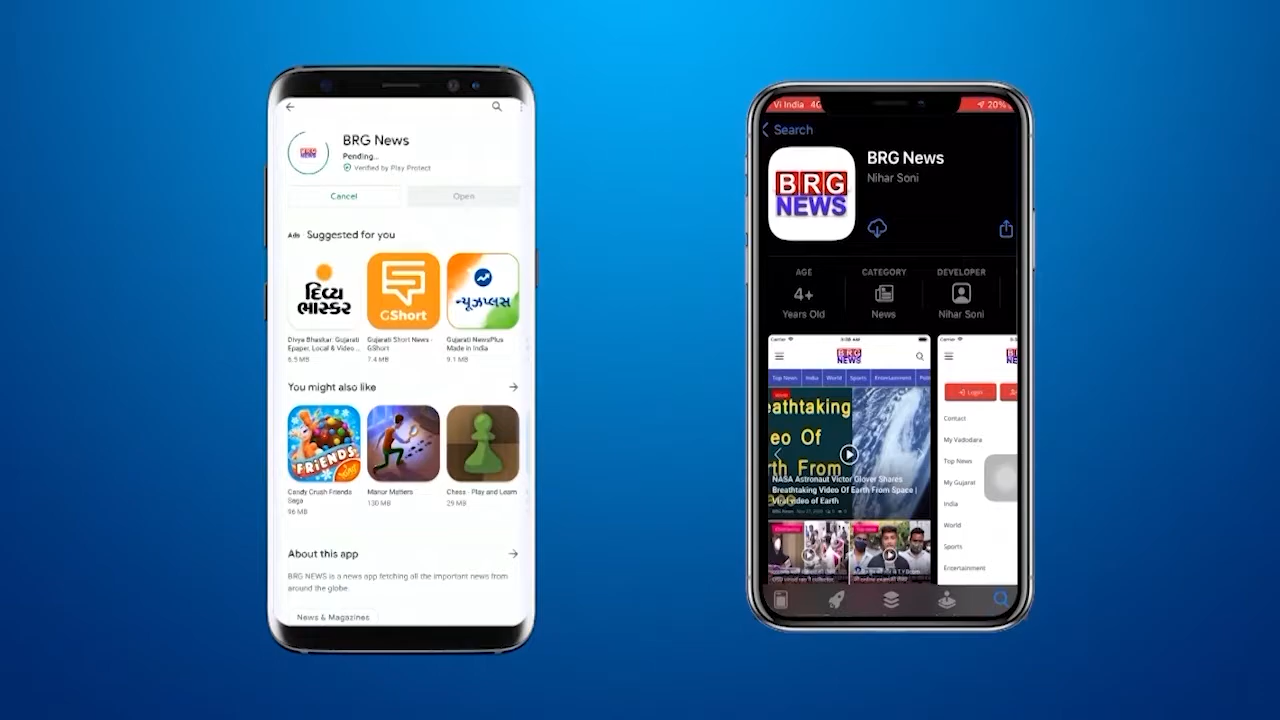 BRG News
Pending...
Verified by Play Protect
Cancel
Open
Ads Suggested for you
દિવ્ય
ભાસ્કર
GShort
ન્યૂઝપ્લસ
Divya Bhaskar: Gujarati
Epaper, Local & Video ...
6.5 MB
Gujarati Short News -
GShort
7.4 MB
Gujarati NewsPlus
Made in India
9.1 MB
You might also like
FRiENDS
Candy Crush Friends
Saga
96 MB
Manor Matters
130 MB
Chess - Play and Learn
29 MB
About this app
BRG NEWS is a news app fetching all the important news from
around the globe.
News & Magazines
Vi India 4G
20%
Search
BRG
NEWS
BRG News
Nihar Soni
AGE
4+
Years Old
CATEGORY
News
DEVELOPER
Nihar Soni
Carrier
BRG
NEWS
Top News India World Sports Entertainment
eathtaking
eo Of
th From
NASA Astronaut Victor Glover Shares
Breathtaking Video Of Earth From Space |
Viral video of Earth
Carrier
Login
Contact
My Vadodara
Top News
My Gujarat
India
World
Sports
Entertainment